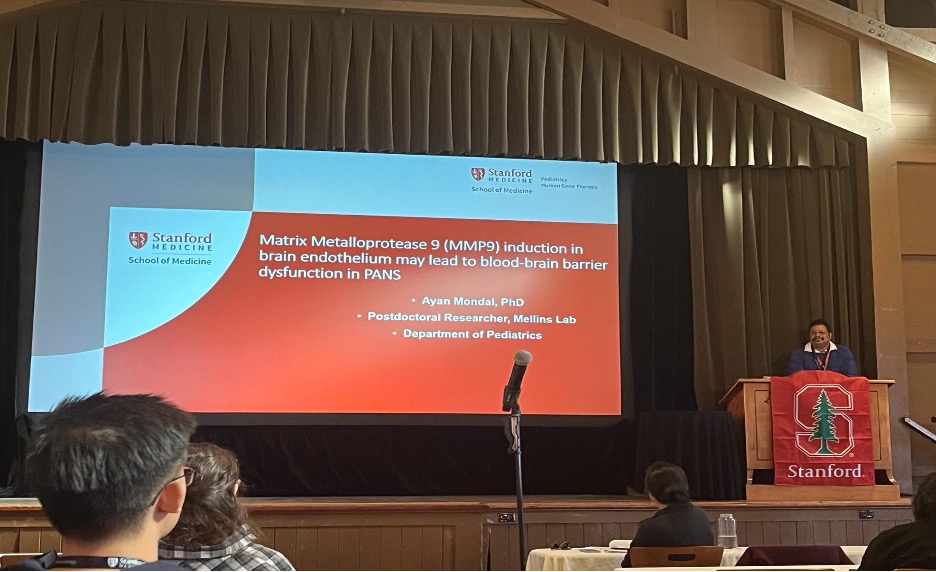 Stanford
MEDICINE
School of Medicine
Pediatrics
Human Gene Therapy
Stanford
MEDICINE
School of Medicine
Matrix Metalloprotease 9 (MMP9) induction in
brain endothelium may lead to blood-brain barrier
dysfunction in PANS
• Ayan Mondal, PhD
• Postdoctoral Researcher, Mellins Lab
• Department of Pediatrics
S
Stanford